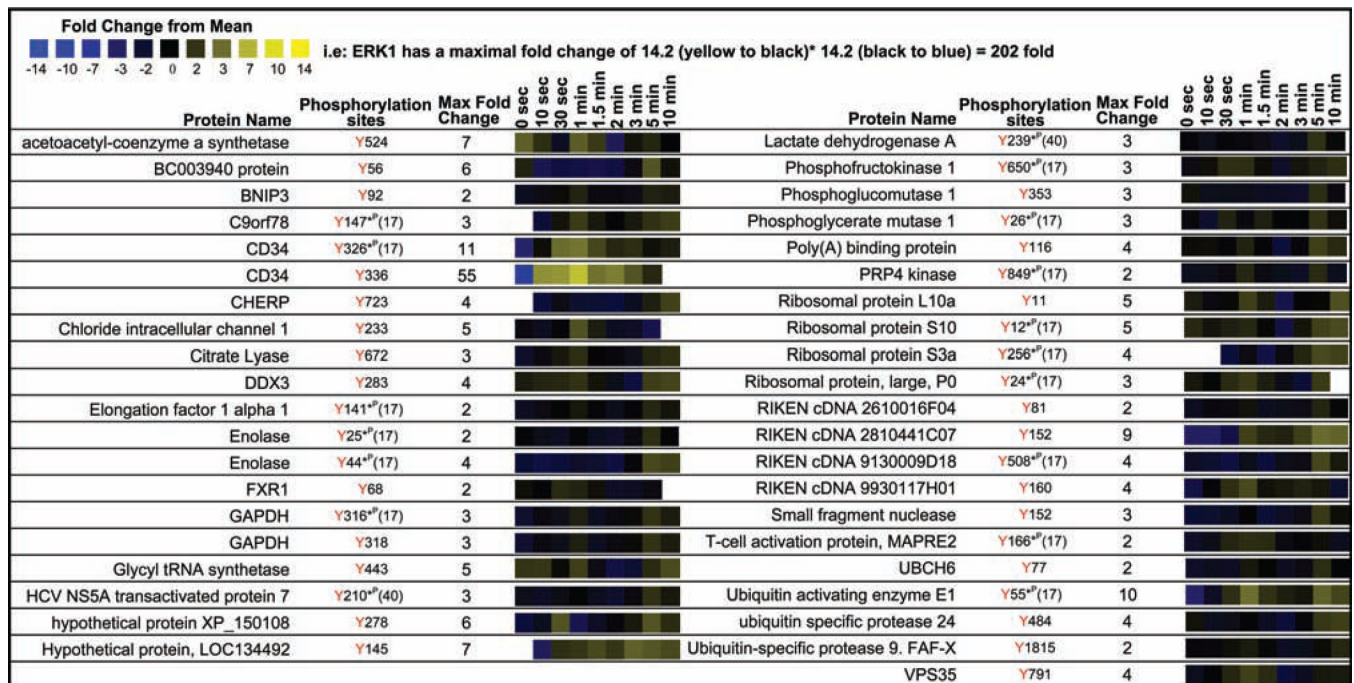 Fold Change from Mean
-14 -10 -7 -3 -2 0 2 3 7 10 14
i.e: ERK1 has a maximal fold change of 14.2 (yellow to black)* 14.2 (black to blue) = 202 fold
Protein Name Phosphorylation sites Max Fold Change 0 sec 10 sec 30 sec 1 min 1.5 min 2 min 3 min 5 min 10 min
acetoacetyl-coenzyme a synthetase Y524 7
BC003940 protein Y56 6
BNIP3 Y92 2
C9orf78 Y147*P(17) 3
CD34 Y326*P(17) 11
CD34 Y336 55
CHERP Y723 4
Chloride intracellular channel 1 Y233 5
Citrate Lyase Y672 3
DDX3 Y283 4
Elongation factor 1 alpha 1 Y141*P(17) 2
Enolase Y25*P(17) 2
Enolase Y44*P(17) 4
FXR1 Y68 2
GAPDH Y316*P(17) 3
GAPDH Y318 3
Glycyl tRNA synthetase Y443 5
HCV NS5A transactivated protein 7 Y210*P(40) 3
hypothetical protein XP_150108 Y278 6
Hypothetical protein, LOC134492 Y145 7
Protein Name Phosphorylation sites Max Fold Change 0 sec 10 sec 30 sec 1 min 1.5 min 2 min 3 min 5 min 10 min
Lactate dehydrogenase A Y239*P(40) 3
Phosphofructokinase 1 Y650*P(17) 3
Phosphoglucomutase 1 Y353 3
Phosphoglycerate mutase 1 Y26*P(17) 3
Poly(A) binding protein Y116 4
PRP4 kinase Y849*P(17) 2
Ribosomal protein L10a Y11 5
Ribosomal protein S10 Y12*P(17) 5
Ribosomal protein S3a Y256*P(17) 4
Ribosomal protein, large, P0 Y24*P(17) 3
RIKEN cDNA 2610016F04 Y81 2
RIKEN cDNA 2810441C07 Y152 9
RIKEN cDNA 9130009D18 Y508*P(17) 4
RIKEN cDNA 9930117H01 Y160 4
Small fragment nuclease Y152 3
T-cell activation protein, MAPRE2 Y166*P(17) 2
UBCH6 Y77 2
Ubiquitin activating enzyme E1 Y55*P(17) 10
ubiquitin specific protease 24 Y484 4
Ubiquitin-specific protease 9. FAF-X Y1815 2
VPS35 Y791 4